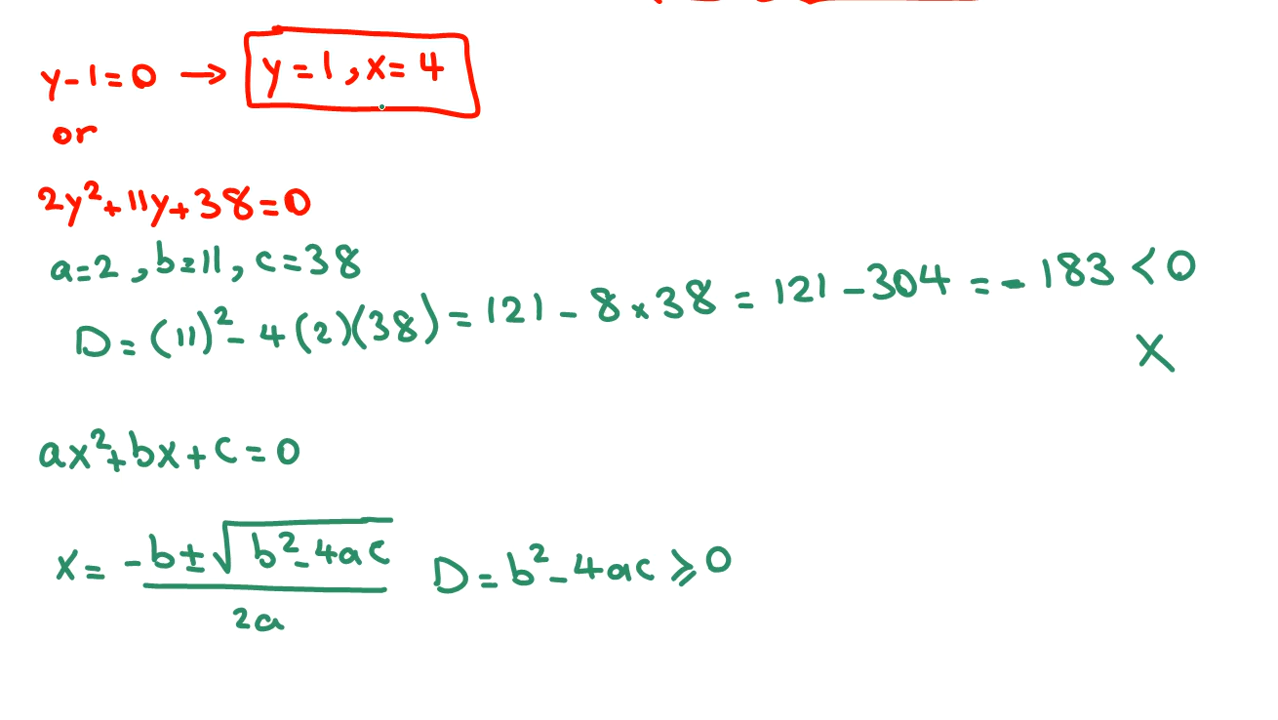 y-1=0 → y=1, x=4
or
2y²+11y+38=0
a=2, b=11, c=38
D=(11)²-4(2)(38)=121-8×38=121-304=-183<0
X
ax²+bx+c=0
x=(-b±√(b²-4ac))/2a D=b²-4ac≥0